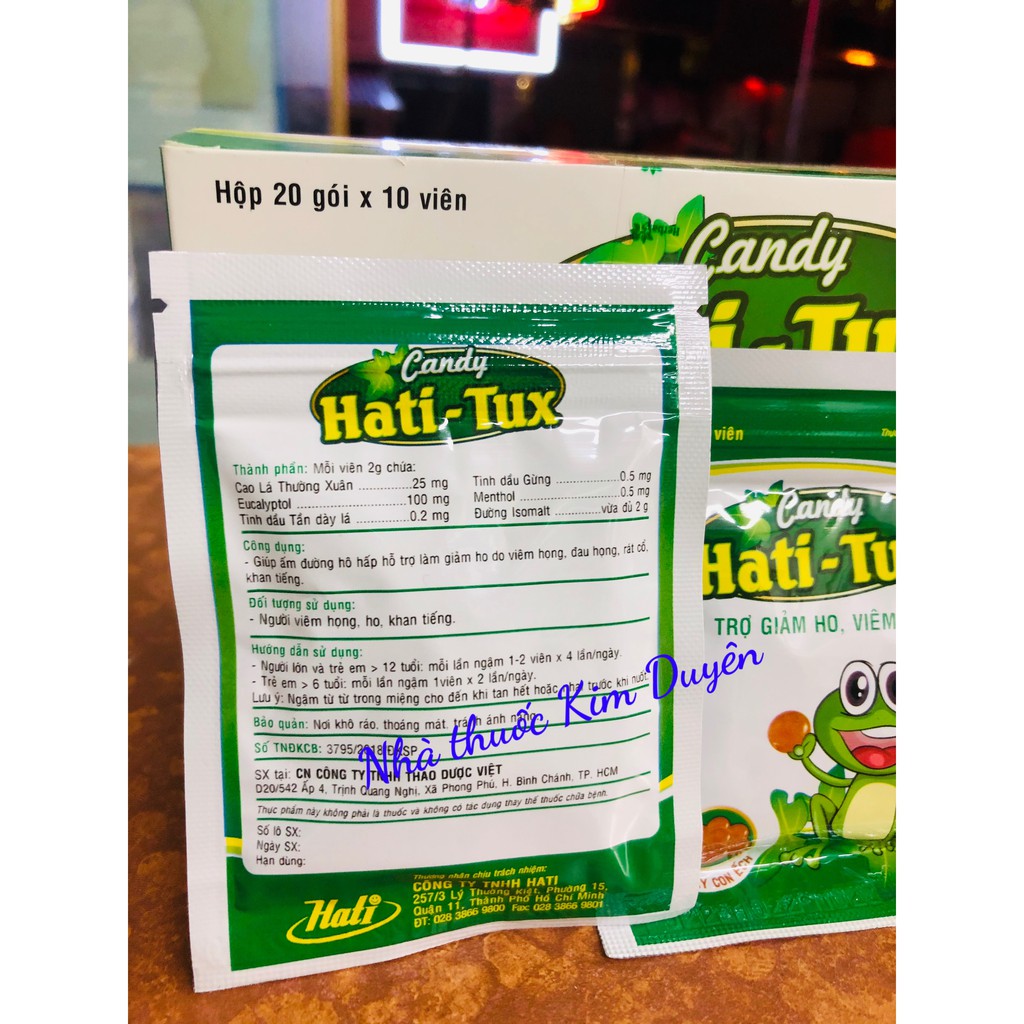 Hộp 20 gói x 10 viên
Candy
Candy
Hati-Tux
Thành phần: Mỗi viên 2g chứa:
Cao Lá Thường Xuân ..............25 mg
Eucalyptol ..............100 mg
Tinh dầu Tần dày lá ..............0.2 mg
Tinh dầu Gừng ..............0.5 mg
Menthol ..............0.5 mg
Đường Isomalt ..............vừa đủ 2 g
Công dụng:
- Giúp ấm đường hô hấp hỗ trợ làm giảm ho do viêm họng, đau họng, rát cổ,
khan tiếng.
Đối tượng sử dụng:
- Người viêm họng, ho, khan tiếng.
Hướng dẫn sử dụng:
- Người lớn và trẻ em > 12 tuổi: mỗi lần ngậm 1-2 viên x 4 lần/ngày.
- Trẻ em > 6 tuổi: mỗi lần ngậm 1viên x 2 lần/ngày.
Lưu ý: Ngậm từ từ trong miệng cho đến khi tan hết hoặc nhai trước khi nuốt.
Bảo quản: Nơi khô ráo, thoáng mát, tránh ánh nắng.
Số TNĐKCB: 3795/2018/ĐKSP
SX tại: CN CÔNG TY TNHH THẢO DƯỢC VIỆT
D20/542 Ấp 4, Trịnh Quang Nghị, Xã Phong Phú, H. Bình Chánh, TP. HCM
Thực phẩm này không phải là thuốc và không có tác dụng thay thế thuốc chữa bệnh.
Số lô SX:
Ngày SX:
Hạn dùng:
Hati
Thương nhân chịu trách nhiệm:
CÔNG TY TNHH HATI
257/3 Lý Thường Kiệt, Phường 15,
Quận 11, Thành Phố Hồ Chí Minh
ĐT: 028 3866 9800 Fax: 028 3866 9801
viên
Candy
Hati-Tu
TRỢ GIẢM HO, VIÊM
CON ẾCH
Nhà thuốc Kim Duyên